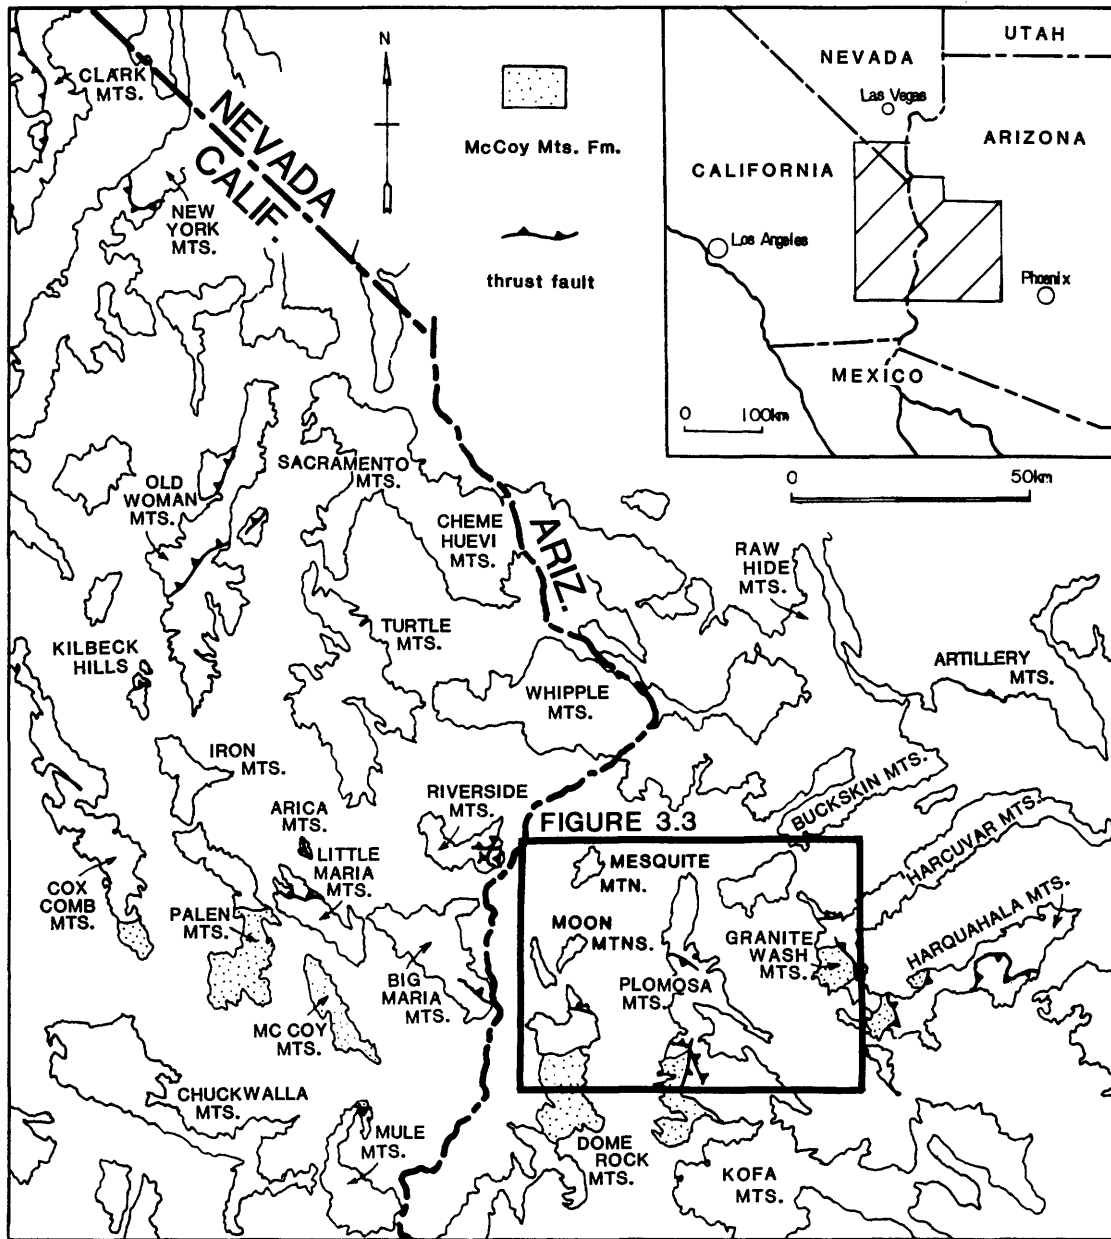 CLARK
MTS.
NEVADA
CALIF.
NEW
YORK
MTS.
N
McCoy Mts. Fm.
thrust fault
UTAH
NEVADA
Las Vegas
ARIZONA
CALIFORNIA
Los Angeles
Phoenix
MEXICO
0 100km
0 50km
SACRAMENTO
MTS.
OLD
WOMAN
MTS.
CHEME
HUEVI
MTS.
ARIZ.
RAW
HIDE
MTS.
KILBECK
HILLS
TURTLE
MTS.
ARTILLERY
MTS.
WHIPPLE
MTS.
IRON
MTS.
RIVERSIDE
MTS.
BUCKSKIN MTS.
ARICA
MTS.
FIGURE 3.3
HARCUVAR MTS.
LITTLE
MARIA
MTS.
MESQUITE
MTN.
COX
COMB
MTS.
PALEN
MTS.
HARQUAHALA MTS.
MOON
MTNS.
GRANITE
WASH
MTS.
BIG
MARIA
MTS.
PLOMOSA
MTS.
MC COY
MTS.
CHUCKWALLA
MTS.
MULE
MTS.
DOME
ROCK
MTS.
KOFA
MTS.